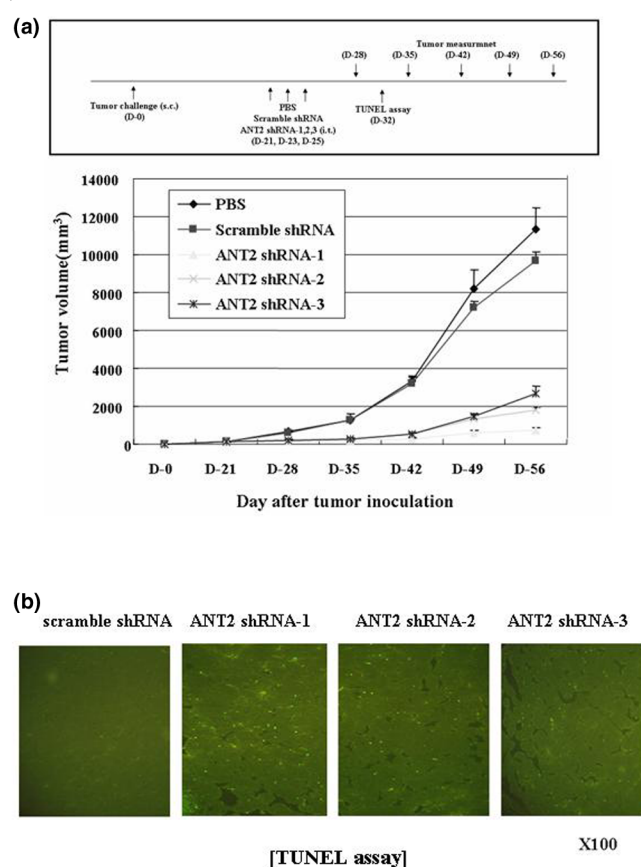 (a)
Tumor measurmnet
(D-28) (D-35) (D-42) (D-49) (D-56)
Tumor challenge (s.c.)
(D-0)
PBS
Scramble shRNA
ANT2 shRNA-1,2,3 (i.t.)
(D-21, D-23, D-25)
TUNEL assay
(D-32)
Tumor volume(mm³)
14000
12000
10000
8000
6000
4000
2000
0
PBS
Scramble shRNA
ANT2 shRNA-1
ANT2 shRNA-2
ANT2 shRNA-3
D-0 D-21 D-28 D-35 D-42 D-49 D-56
Day after tumor inoculation
(b)
scramble shRNA ANT2 shRNA-1 ANT2 shRNA-2 ANT2 shRNA-3
X100
[TUNEL assay]